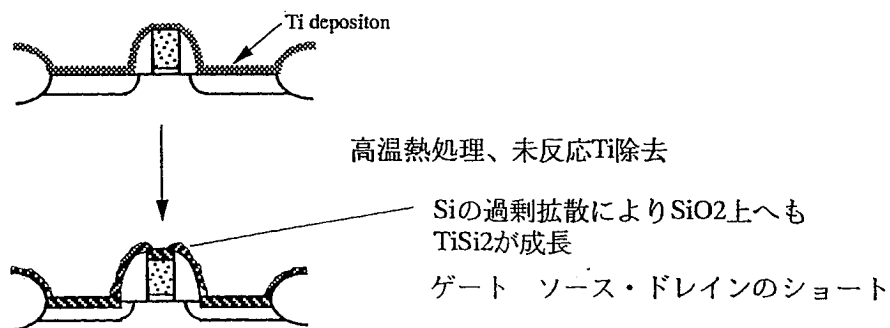 Ti depositon
高温熱処理、未反応Ti除去
Siの過剰拡散によりSiO2上へも
TiSi2が成長
ゲート ソース・ドレインのショート